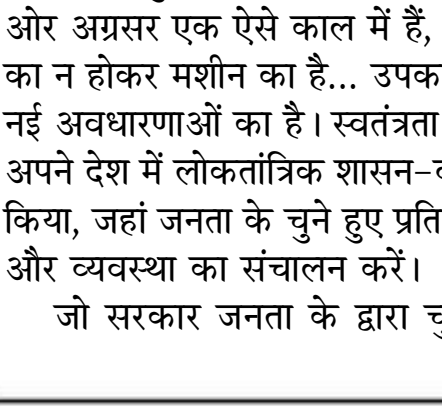 ओर अग्रसर एक ऐसे काल में हैं,
का न होकर मशीन का है... उपक
नई अवधारणाओं का है। स्वतंत्रता
अपने देश में लोकतांत्रिक शासन-
किया, जहां जनता के चुने हुए प्रति
और व्यवस्था का संचालन करें।
जो सरकार जनता के द्वारा